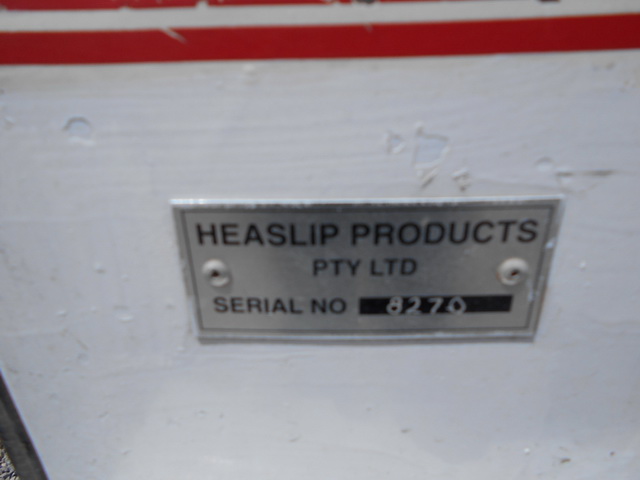 HEASLIP PRODUCTS
PTY LTD
SERIAL NO 8270